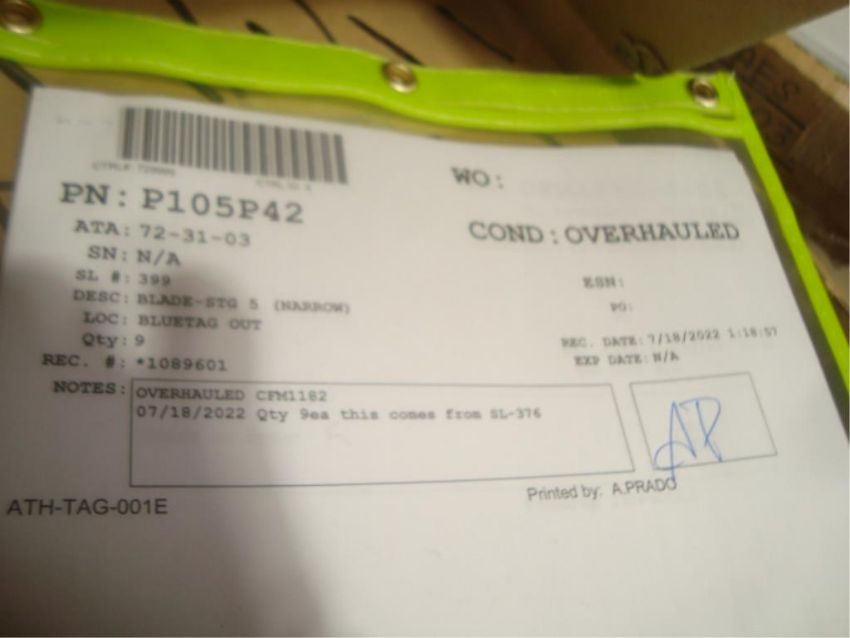 PN: P105P42
WO:
ATA: 72-31-03
COND: OVERHAULED
SN: N/A
SL #: 399
ESN:
DESC: BLADE-STG 5 (NARROW)
PO:
LOC: BLUETAG OUT
Qty: 9
REC. DATE: 7/18/2022 1:18:57
REC. #: *1089601
EXP DATE: N/A
NOTES: OVERHAULED CFM1182
07/18/2022 Qty 9ea this comes from SL-376
AP
Printed by: A.PRADO
ATH-TAG-001E